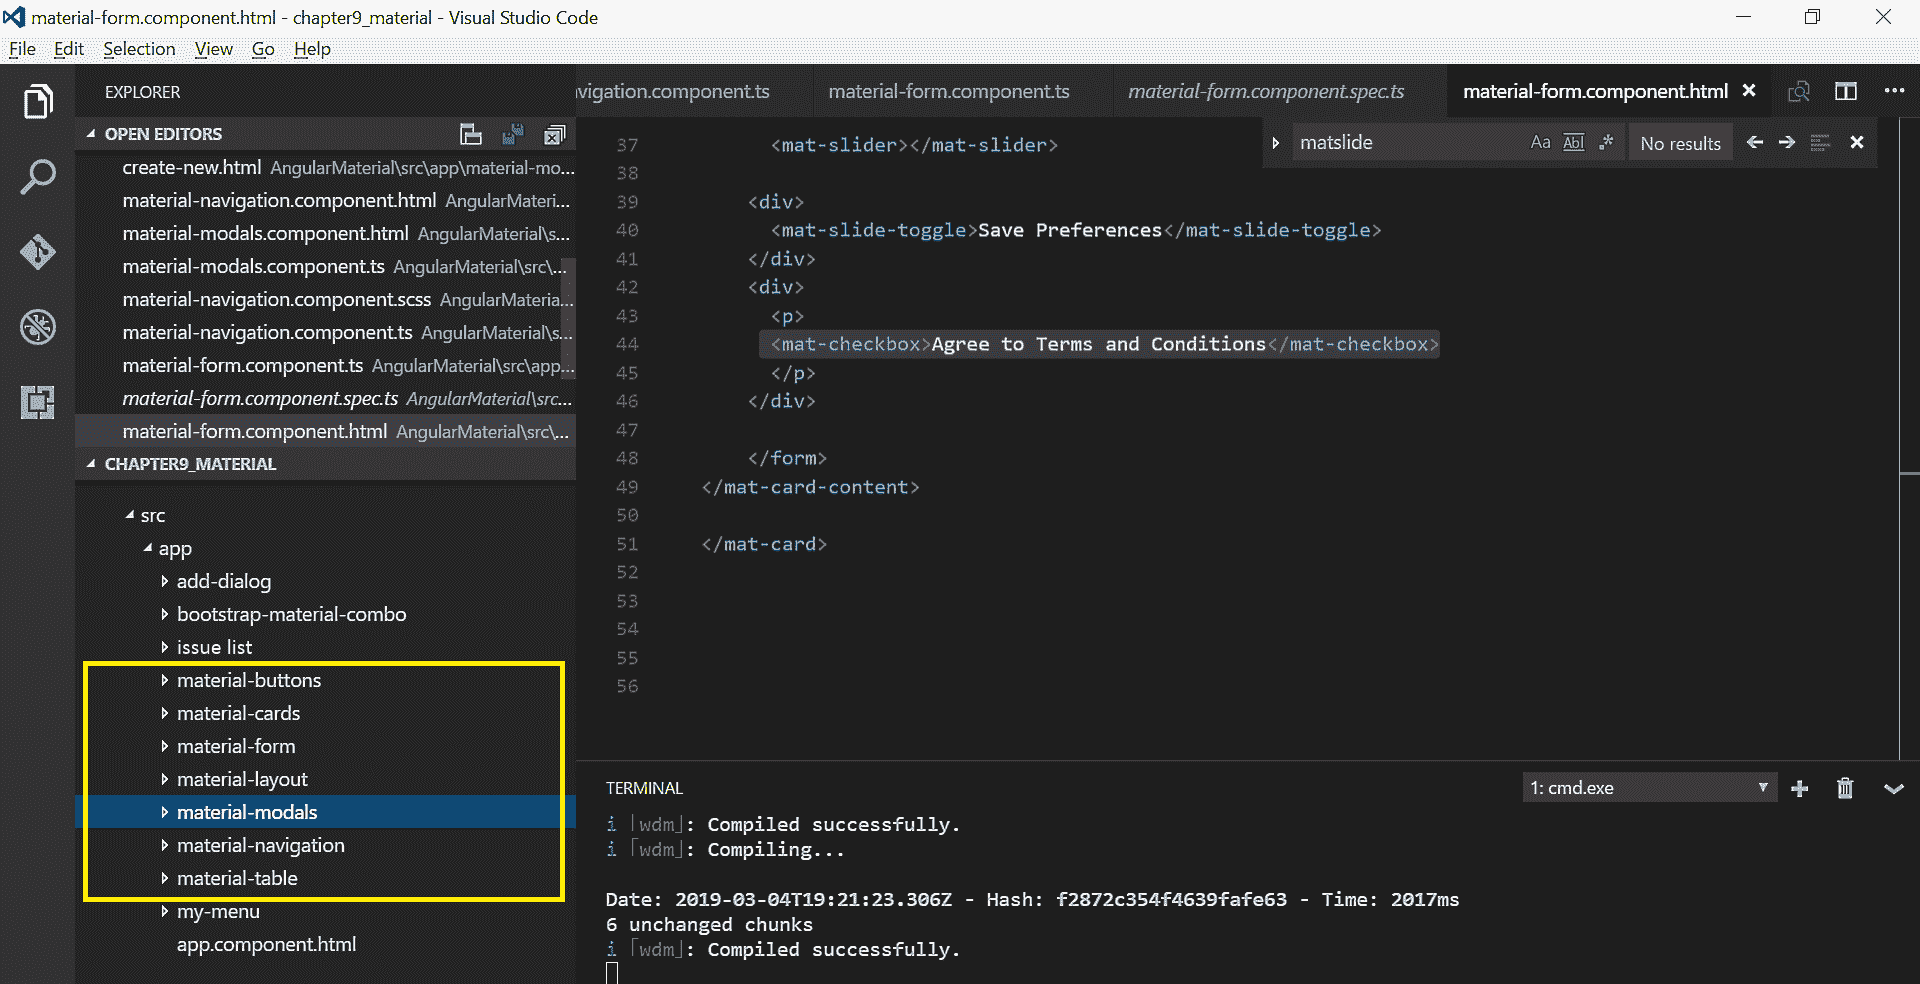 material-form.component.html - chapter9_material - Visual Studio Code
File Edit Selection View Go Help
EXPLORER
OPEN EDITORS
create-new.html AngularMaterial\src\app\material-mo...
material-navigation.component.html AngularMateri...
material-modals.component.html AngularMaterial\s...
material-modals.component.ts AngularMaterial\src\...
material-navigation.component.scss AngularMateria...
material-navigation.component.ts AngularMaterial\s...
material-form.component.ts AngularMaterial\src\app...
material-form.component.spec.ts AngularMaterial\src...
material-form.component.html AngularMaterial\src\...
CHAPTER9_MATERIAL
src
app
add-dialog
bootstrap-material-combo
issue list
material-buttons
material-cards
material-form
material-layout
material-modals
material-navigation
material-table
my-menu
app.component.html
avigation.component.ts material-form.component.ts material-form.component.spec.ts material-form.component.html
matslide Aa Abl .* No results
37 <mat-slider></mat-slider>
38
39 <div>
40 <mat-slide-toggle>Save Preferences</mat-slide-toggle>
41 </div>
42 <div>
43 <p>
44 <mat-checkbox>Agree to Terms and Conditions</mat-checkbox>
45 </p>
46 </div>
47
48 </form>
49 </mat-card-content>
50
51 </mat-card>
52
53
54
55
56
TERMINAL 1: cmd.exe
i ｢wdm｣: Compiled successfully.
i ｢wdm｣: Compiling...
Date: 2019-03-04T19:21:23.306Z - Hash: f2872c354f4639fafe63 - Time: 2017ms
6 unchanged chunks
i ｢wdm｣: Compiled successfully.